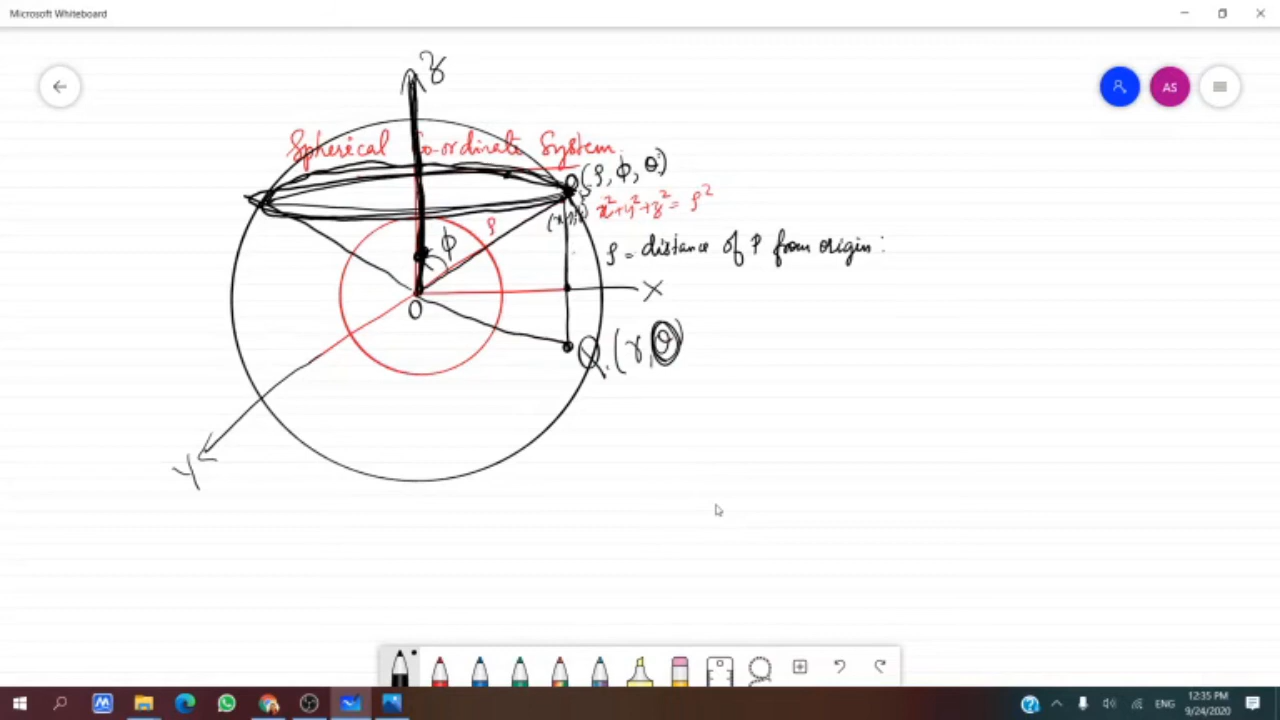 Microsoft Whiteboard
AS
z
Spherical Co-ordinate System
P(ρ, ϕ, θ)
x²+y²+z² = ρ²
ρ
ϕ
ρ = distance of P from origin :
X
O
Q (r, θ)
Y
ENG
12:35 PM
9/24/2020